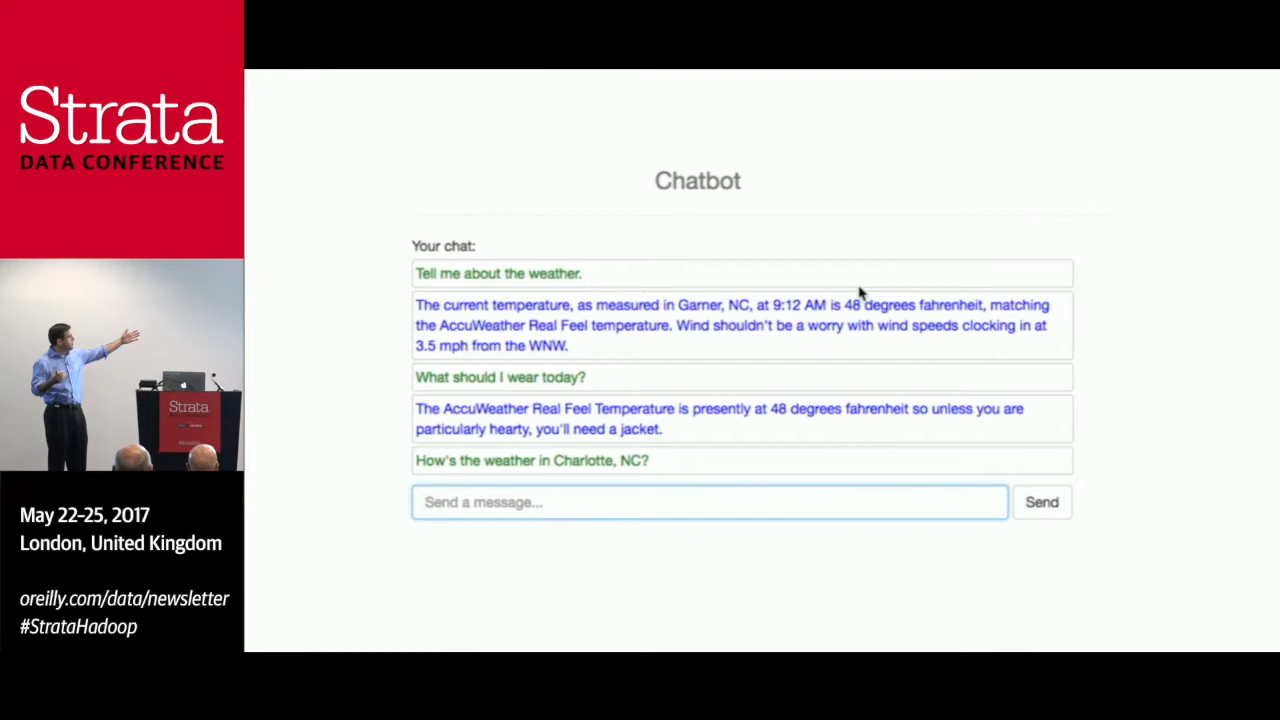 Strata
DATA CONFERENCE
Chatbot
Your chat:
Tell me about the weather.
The current temperature, as measured in Garner, NC, at 9:12 AM is 48 degrees fahrenheit, matching
the AccuWeather Real Feel temperature. Wind shouldn't be a worry with wind speeds clocking in at
3.5 mph from the WNW.
What should I wear today?
The AccuWeather Real Feel Temperature is presently at 48 degrees fahrenheit so unless you are
particularly hearty, you'll need a jacket.
How's the weather in Charlotte, NC?
Send a message...
Send
Strata
May 22-25, 2017
London, United Kingdom
oreilly.com/data/newsletter
#StrataHadoop